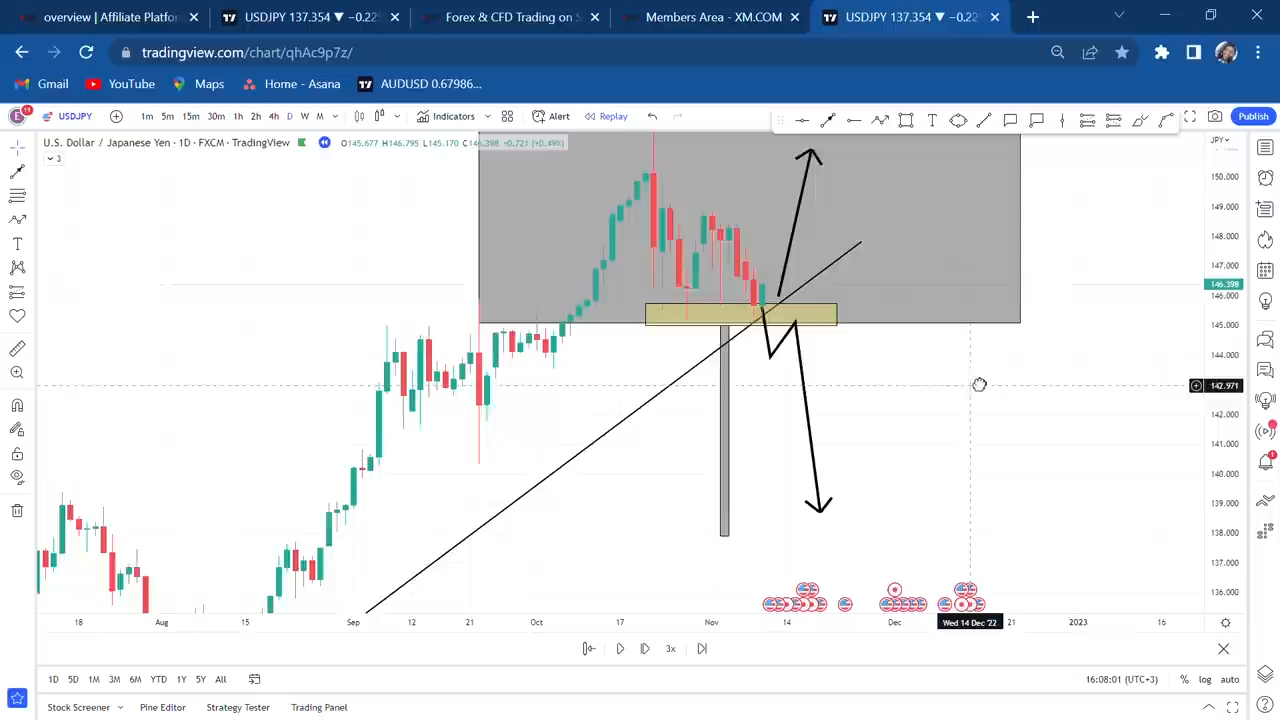 overview | Affiliate Platfor
USDJPY 137.354 ▼ −0.22
Forex & CFD Trading on S
Members Area - XM.COM
USDJPY 137.354 ▼ −0.22
tradingview.com/chart/qhAc9p7z/
Gmail YouTube Maps Home - Asana AUDUSD 0.67986...
E 11 USDJPY 1m 5m 15m 30m 1h 2h 4h D W M Indicators Alert Replay Publish
U.S. Dollar / Japanese Yen · 1D · FXCM · TradingView O145.677 H146.795 L145.170 C146.398 +0.721 (+0.49%) JPY
3
150.000
149.000
148.000
147.000
146.398
146.000
145.000
144.000
142.971
142.000
141.000
140.000
139.000
138.000
137.000
136.000
18 Aug 15 Sep 12 Oct 17 Nov 14 Dec Wed 14 Dec '22 21 2023 16
3x
1D 5D 1M 3M 6M YTD 1Y 5Y All 16:08:01 (UTC+3) % log auto
Stock Screener Pine Editor Strategy Tester Trading Panel